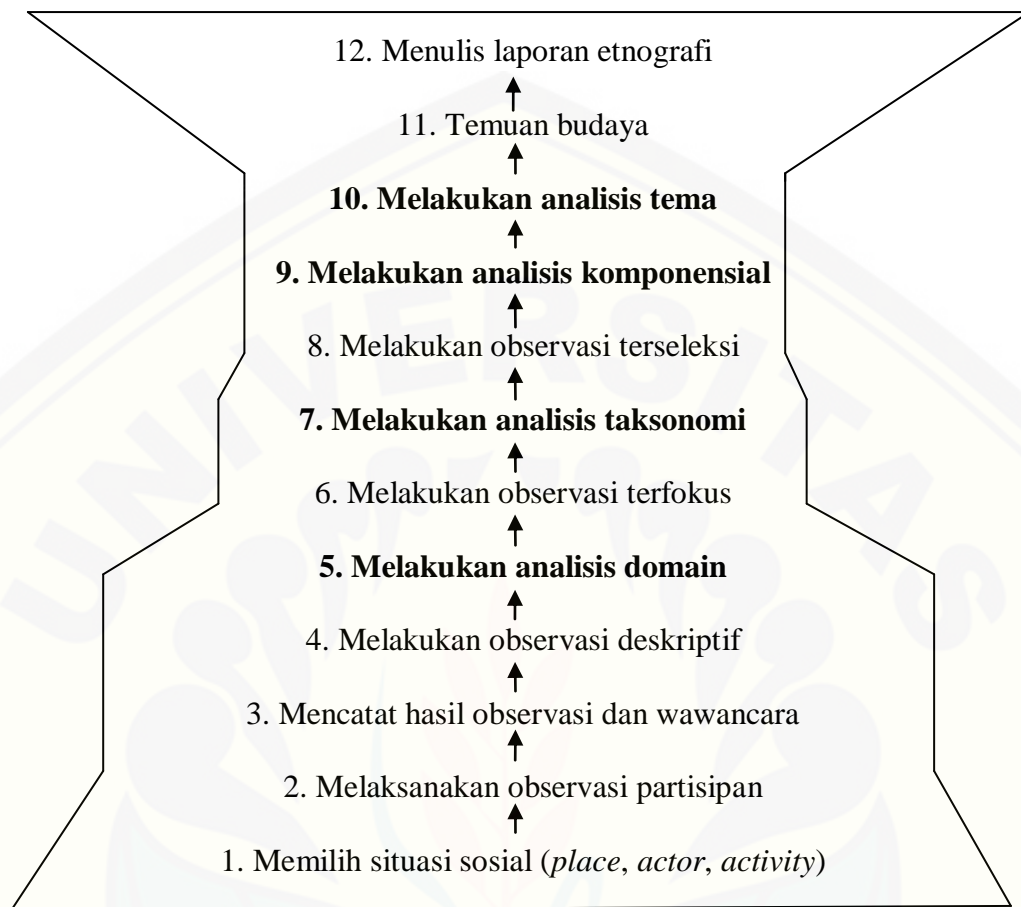 12. Menulis laporan etnografi
11. Temuan budaya
10. Melakukan analisis tema
9. Melakukan analisis komponensial
8. Melakukan observasi terseleksi
7. Melakukan analisis taksonomi
6. Melakukan observasi terfokus
5. Melakukan analisis domain
4. Melakukan observasi deskriptif
3. Mencatat hasil observasi dan wawancara
2. Melaksanakan observasi partisipan
1. Memilih situasi sosial (place, actor, activity)
UNIVERSITAS